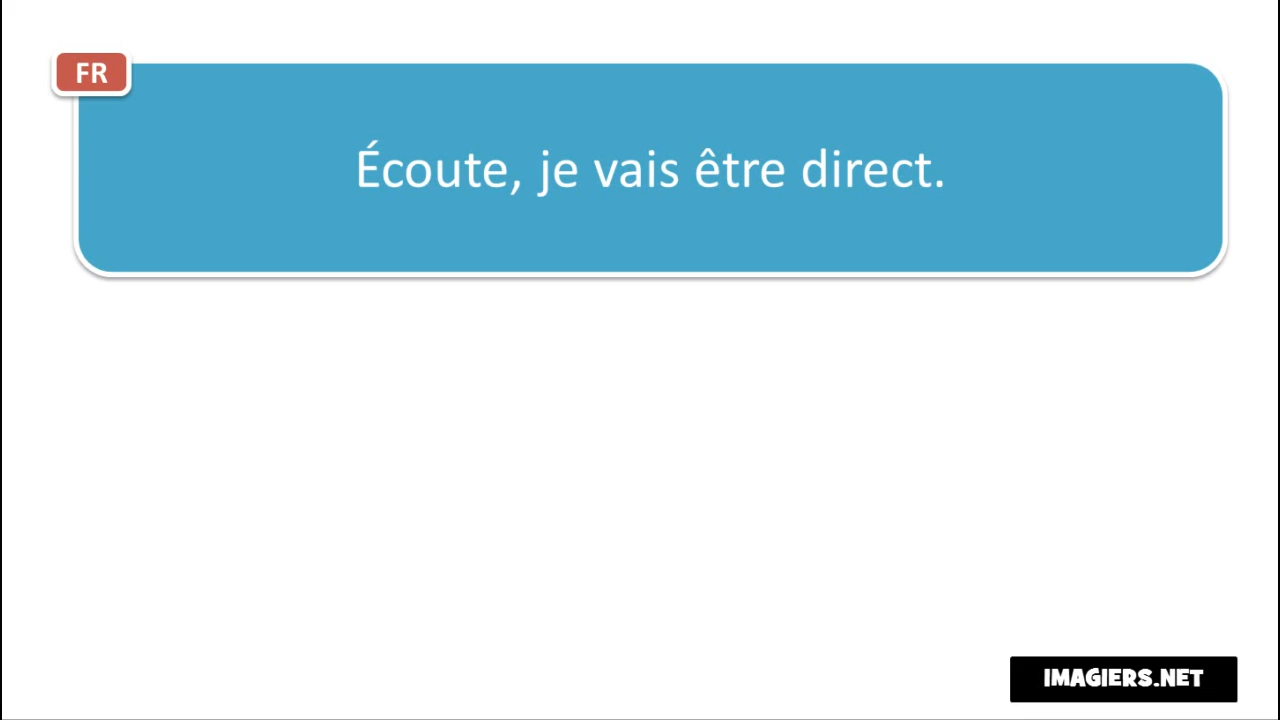 FR
Écoute, je vais être direct.
IMAGIERS.NET